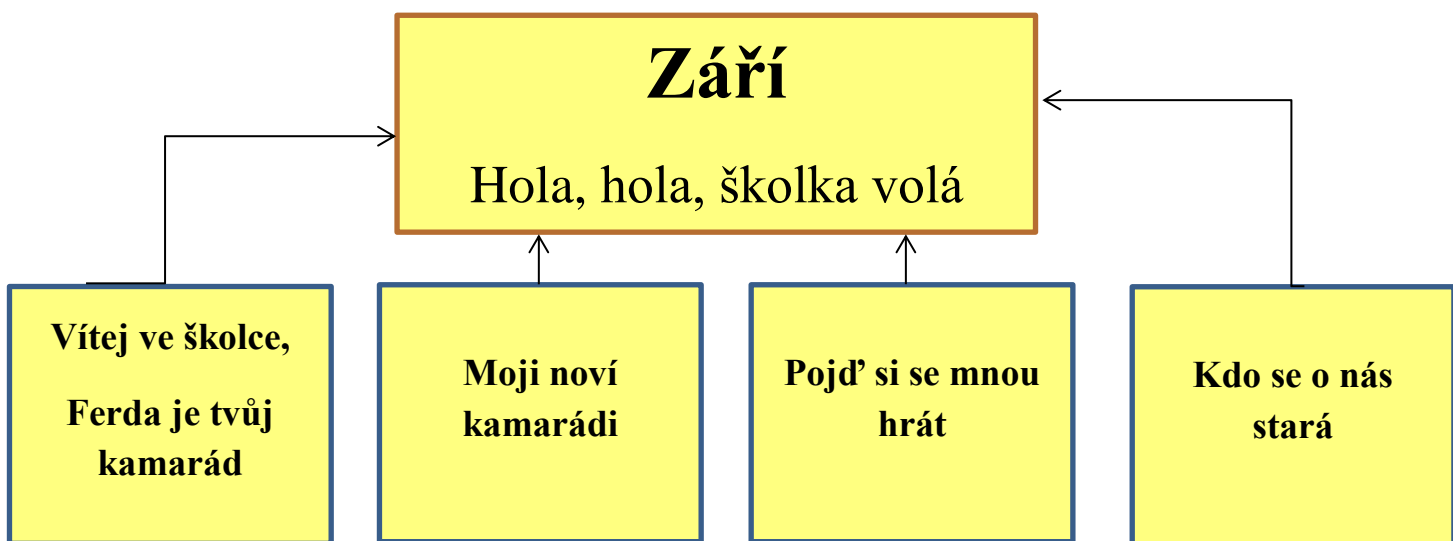 Září
Hola, hola, školka volá
Vítej ve školce,
Ferda je tvůj
kamarád
Moji noví
kamarádi
Pojď si se mnou
hrát
Kdo se o nás
stará